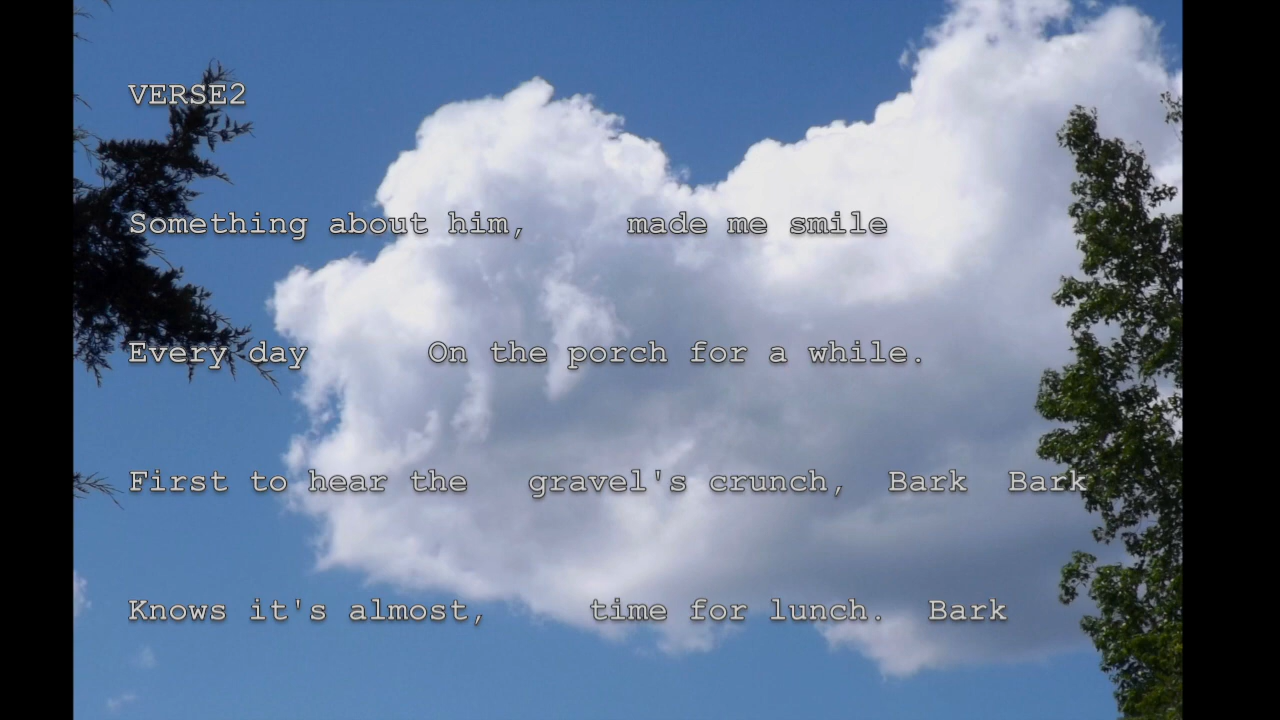 VERSE2
Something about him, made me smile
Every day On the porch for a while.
First to hear the gravel's crunch, Bark Bark
Knows it's almost, time for lunch. Bark